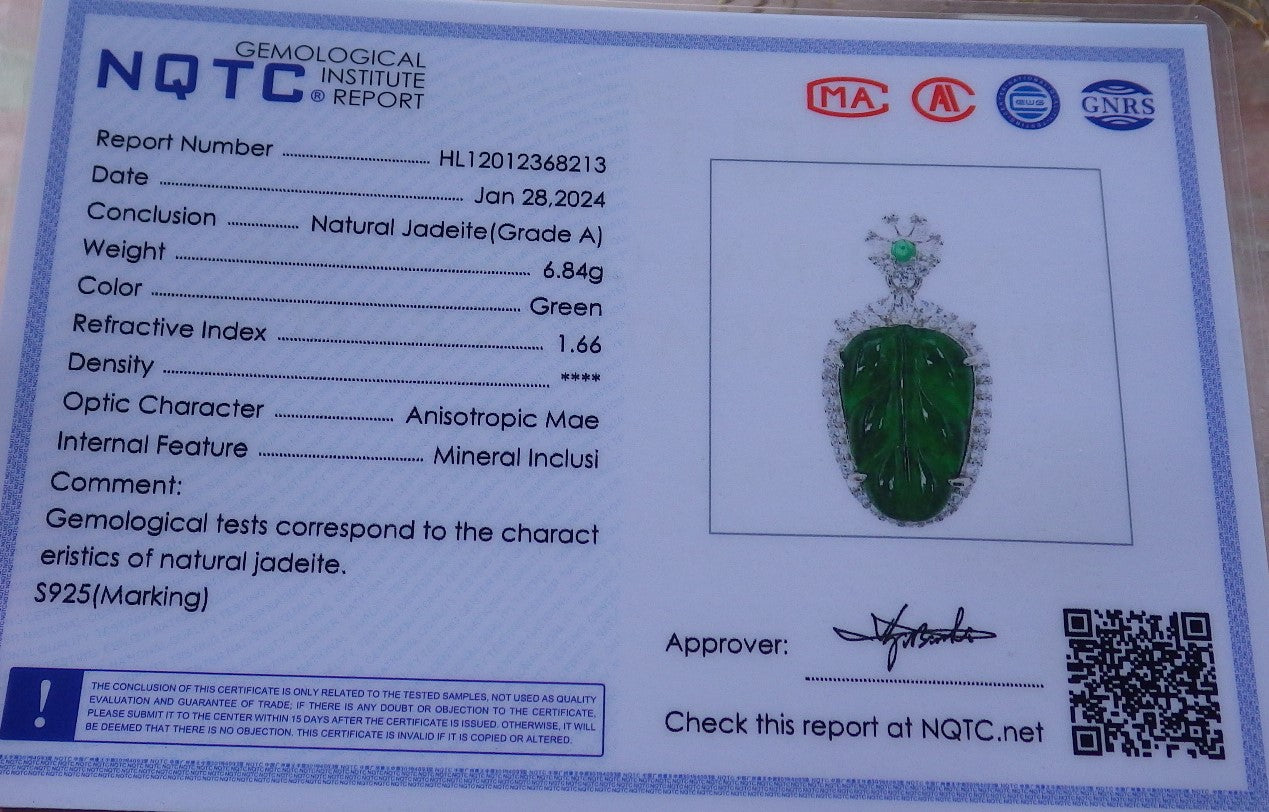 NQTC®
GEMOLOGICAL
INSTITUTE
REPORT
MA
GNRS
Report Number HL12012368213
Date Jan 28,2024
Conclusion Natural Jadeite(Grade A)
Weight 6.84g
Color Green
Refractive Index 1.66
Density ****
Optic Character Anisotropic Mae
Internal Feature Mineral Inclusi
Comment:
Gemological tests correspond to the charact
eristics of natural jadeite.
S925(Marking)
Approver:
Check this report at NQTC.net
!
THE CONCLUSION OF THIS CERTIFICATE IS ONLY RELATED TO THE TESTED SAMPLES, NOT USED AS QUALITY
EVALUATION AND GUARANTEE OF TRADE; IF THERE IS ANY DOUBT OR OBJECTION TO THE CERTIFICATE,
PLEASE SUBMIT IT TO THE CENTER WITHIN 15 DAYS AFTER THE CERTIFICATE IS ISSUED. OTHERWISE, IT WILL
BE DEEMED THAT THERE IS NO OBJECTION. THIS CERTIFICATE IS INVALID IF IT IS COPIED OR ALTERED.